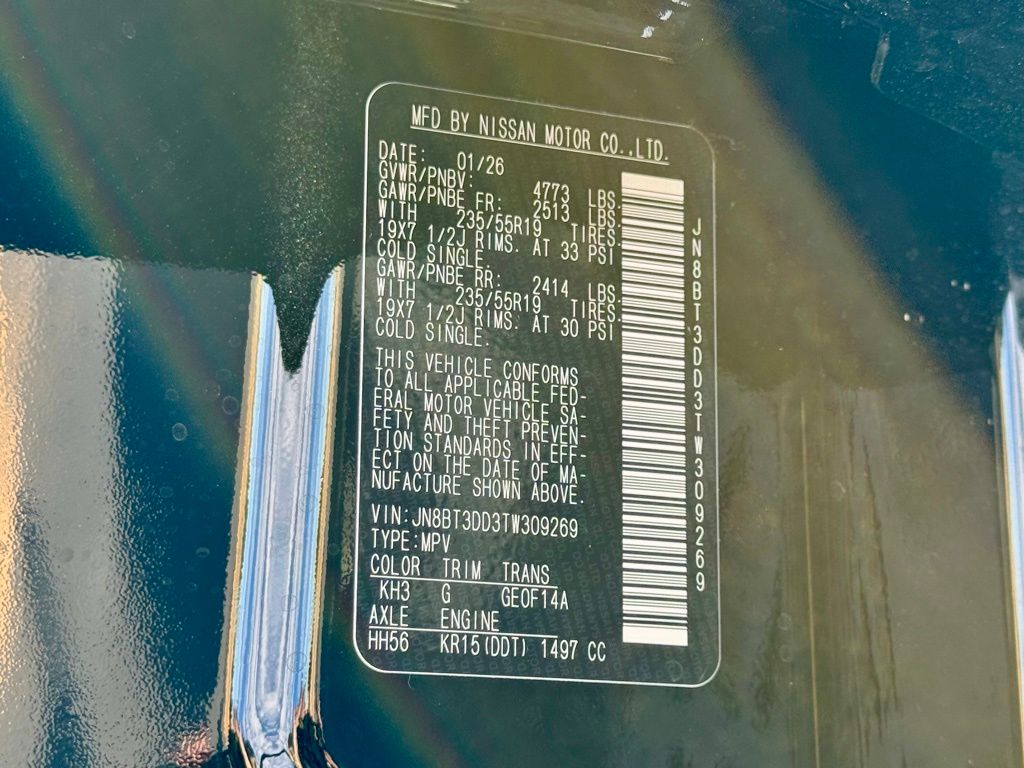 MFD BY NISSAN MOTOR CO.,LTD.
DATE: 01/26
GVWR/PNBV: 4773 LBS.
GAWR/PNBE FR: 2513 LBS.
WITH 235/55R19 TIRES.
19X7 1/2J RIMS. AT 33 PSI
COLD SINGLE.
GAWR/PNBE RR: 2414 LBS.
WITH 235/55R19 TIRES.
19X7 1/2J RIMS. AT 30 PSI
COLD SINGLE.
THIS VEHICLE CONFORMS
TO ALL APPLICABLE FED-
ERAL MOTOR VEHICLE SA-
FETY AND THEFT PREVEN-
TION STANDARDS IN EFF-
ECT ON THE DATE OF MA-
NUFACTURE SHOWN ABOVE.
VIN:JN8BT3DD3TW309269
TYPE:MPV
COLOR TRIM TRANS
KH3 G GE0F14A
AXLE ENGINE
HH56 KR15(DDT) 1497 CC
JN8BT3DD3TW309269